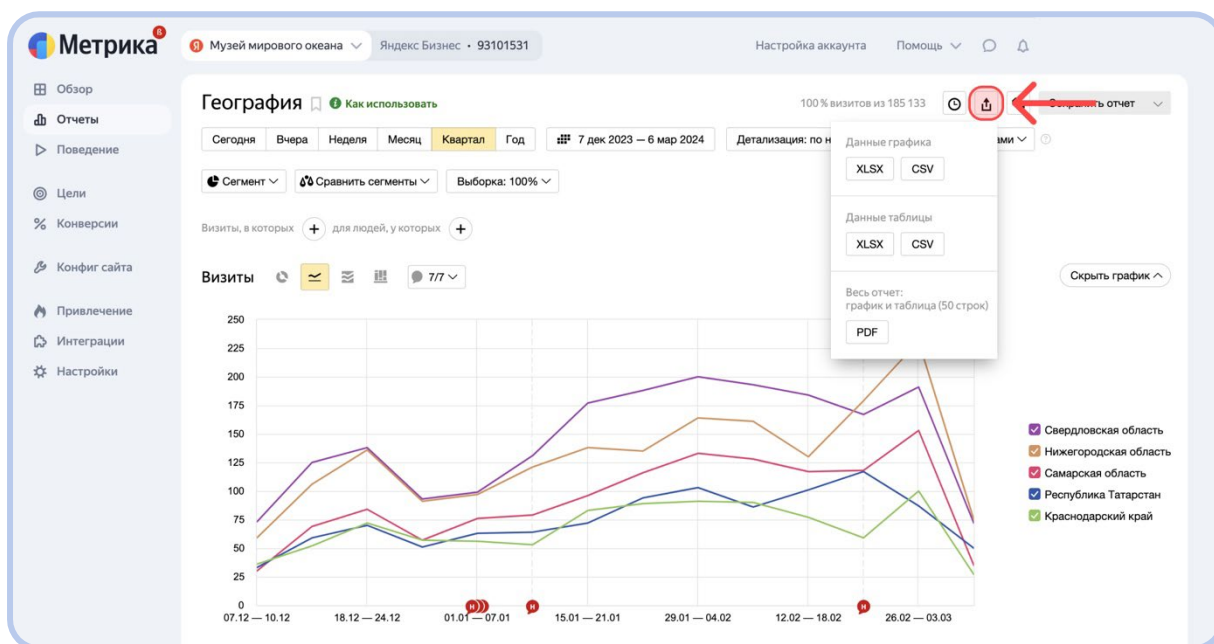 Метрика
ß
Я Музей мирового океана
Яндекс Бизнес • 93101531
Настройка аккаунта
Помощь
Обзор
Отчеты
Поведение
Цели
Конверсии
Конфиг сайта
Привлечение
Интеграции
Настройки
География
Как использовать
100 % визитов из 185 133
Сохранить отчет
Сегодня Вчера Неделя Месяц Квартал Год
7 дек 2023 — 6 мар 2024
Детализация: по н
ами
Сегмент
Сравнить сегменты
Выборка: 100%
Визиты, в которых + для людей, у которых +
Данные графика
XLSX CSV
Данные таблицы
XLSX CSV
Весь отчет:
график и таблица (50 строк)
PDF
Визиты
7/7
Скрыть график
250
225
200
175
150
125
100
75
50
25
0
Свердловская область
Нижегородская область
Самарская область
Республика Татарстан
Краснодарский край
Н Н Н
07.12 — 10.12 18.12 — 24.12 01.01 — 07.01 15.01 — 21.01 29.01 — 04.02 12.02 — 18.02 26.02 — 03.03